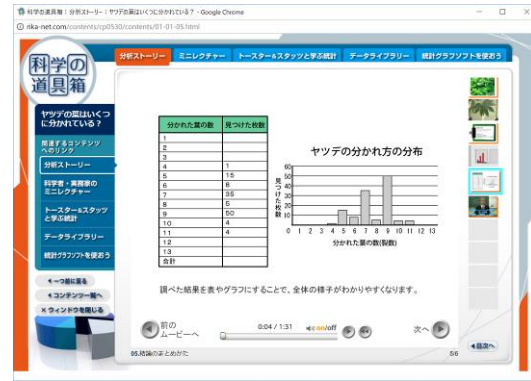 科学の道具箱：分析ストーリー：ヤツデの葉はいくつに分かれている？ - Google Chrome
rika-net.com/contents/cp0530/contents/01-01-05.html
科学の
道具箱
分析ストーリー
ミニレクチャー
トースター&スタッツと学ぶ統計
データライブラリー
統計グラフソフトを使おう
ヤツデの葉はいくつ
に分かれている？
関連するコンテンツ
へのリンク
分析ストーリー
科学者・実務家の
ミニレクチャー
トースター&スタッツ
と学ぶ統計
データライブラリー
統計グラフソフトを使おう
一つ前に戻る
コンテンツ一覧へ
× ウィンドウを閉じる
分かれた葉の数 見つけた枚数
1
2
3
4 1
5 15
6 8
7 35
8 5
9 50
10 4
11 4
12
13
合計
ヤツデの分かれ方の分布
見つけた枚数
60
50
40
30
20
10
0 1 2 3 4 5 6 7 8 9 10 11 12 13
分かれた葉の数(裂数)
調べた結果を表やグラフにすることで、全体の様子がわかりやすくなります。
前の
ムービーへ
0:04 / 1:31
on/off
次へ
05.結論のまとめかた
5/6
目次へ